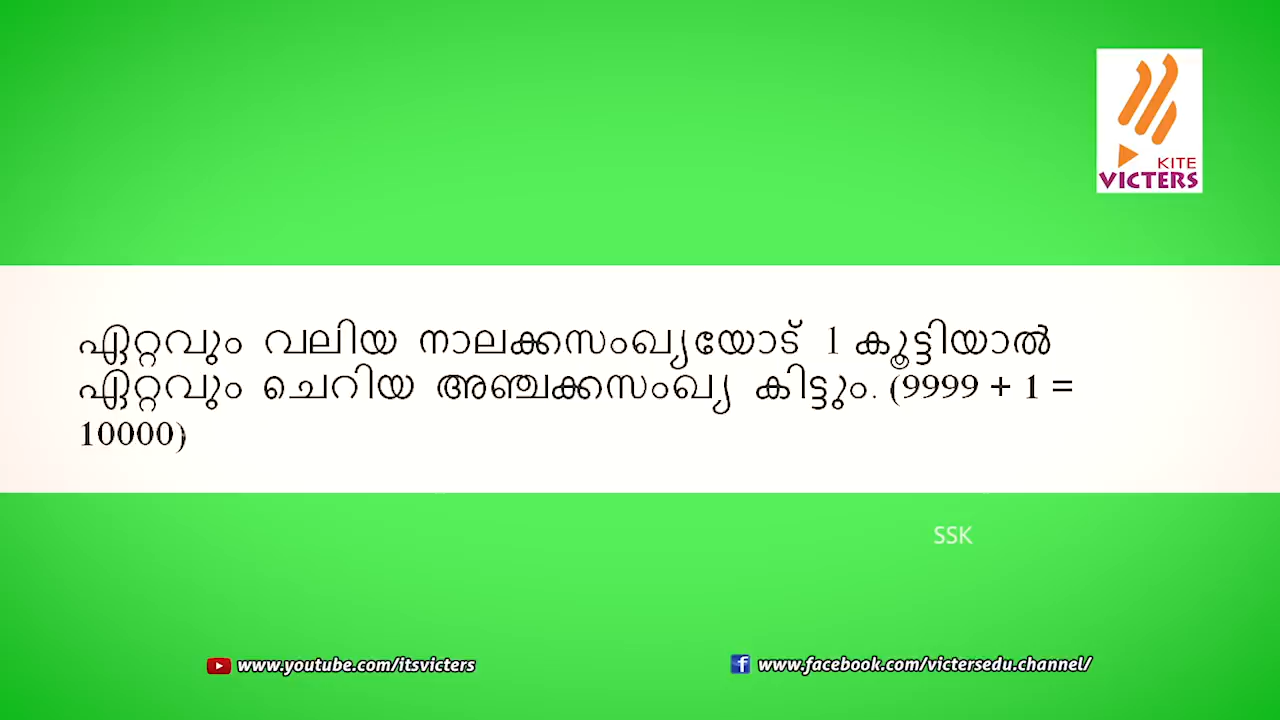 KITE
VICTERS
ഏറ്റവും വലിയ നാലക്കസംഖ്യയോട് 1 കൂട്ടിയാൽ
ഏറ്റവും ചെറിയ അഞ്ചക്കസംഖ്യ കിട്ടും. (9999 + 1 =
10000)
SSK
www.youtube.com/itsvicters
www.facebook.com/victersedu.channel/